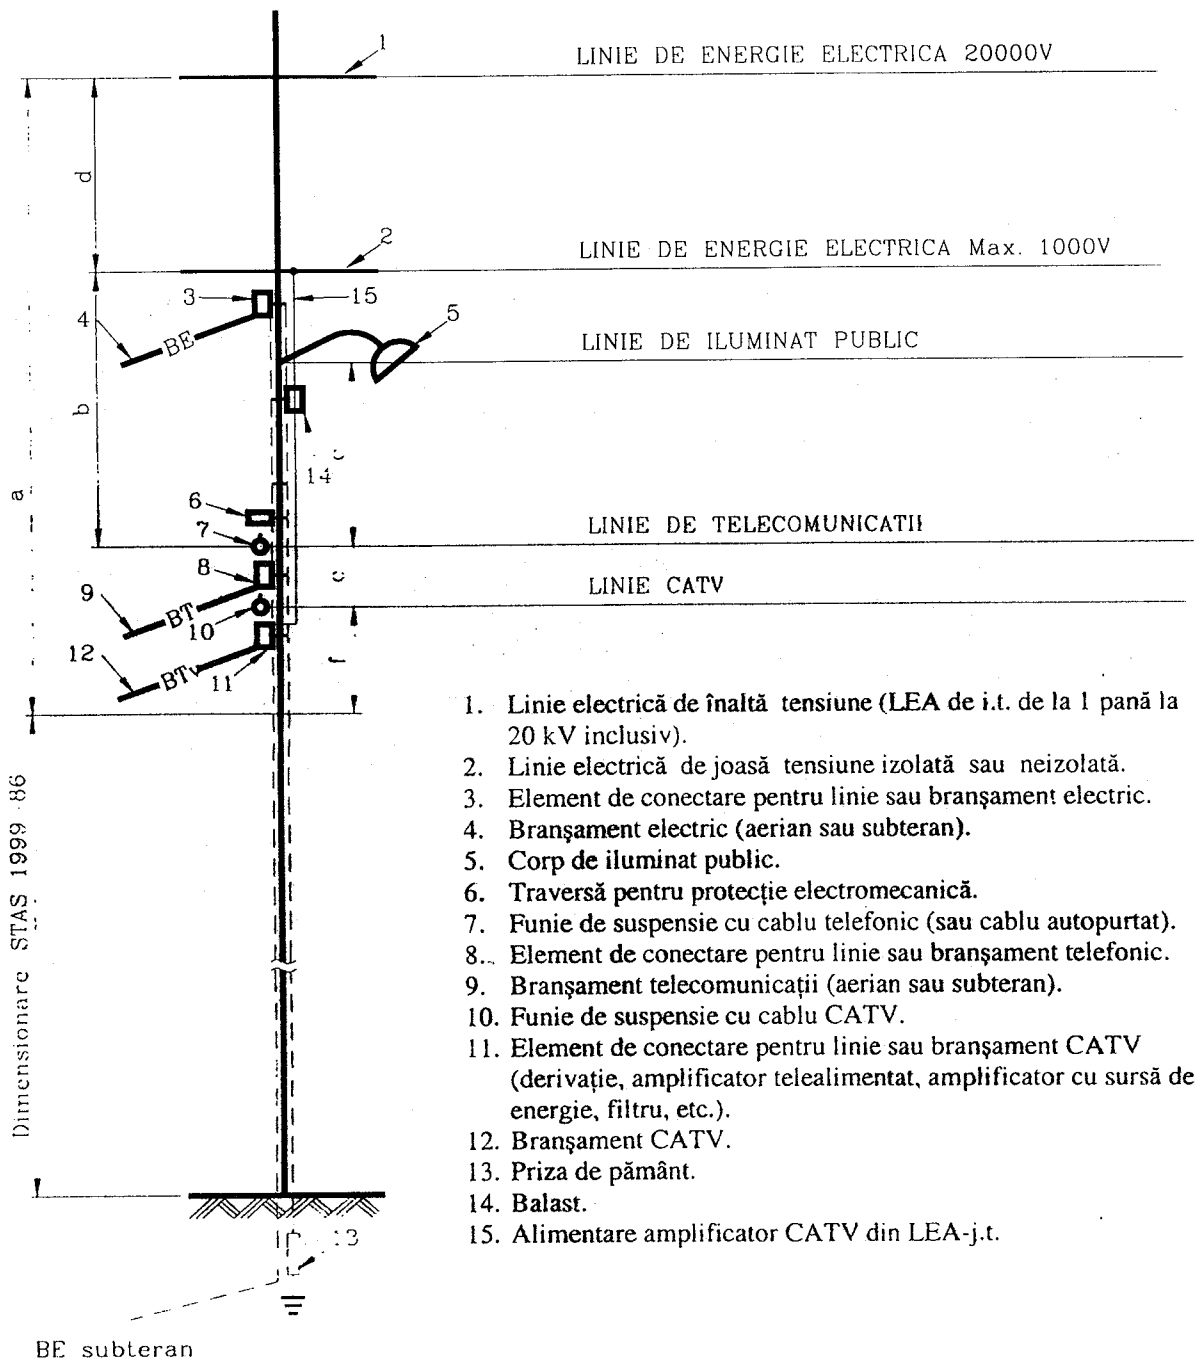 1
LINIE DE ENERGIE ELECTRICA 20000V
d
2
LINIE DE ENERGIE ELECTRICA Max. 1000V
3
15
4
BE
5
LINIE DE ILUMINAT PUBLIC
b
a
14
6
7
LINIE DE TELECOMUNICATII
8
9
BT
LINIE CATV
10
12
BTv
11
f
Dimensionare STAS 1999-86
1. Linie electrică de înaltă tensiune (LEA de i.t. de la 1 pană la
20 kV inclusiv).
2. Linie electrică de joasă tensiune izolată sau neizolată.
3. Element de conectare pentru linie sau branşament electric.
4. Branşament electric (aerian sau subteran).
5. Corp de iluminat public.
6. Traversă pentru protecţie electromecanică.
7. Funie de suspensie cu cablu telefonic (sau cablu autopurtat).
8. Element de conectare pentru linie sau branşament telefonic.
9. Branşament telecomunicaţii (aerian sau subteran).
10. Funie de suspensie cu cablu CATV.
11. Element de conectare pentru linie sau branşament CATV
(derivaţie, amplificator telealimentat, amplificator cu sursă de
energie, filtru, etc.).
12. Branşament CATV.
13. Priza de pământ.
14. Balast.
15. Alimentare amplificator CATV din LEA-j.t.
13
BE subteran